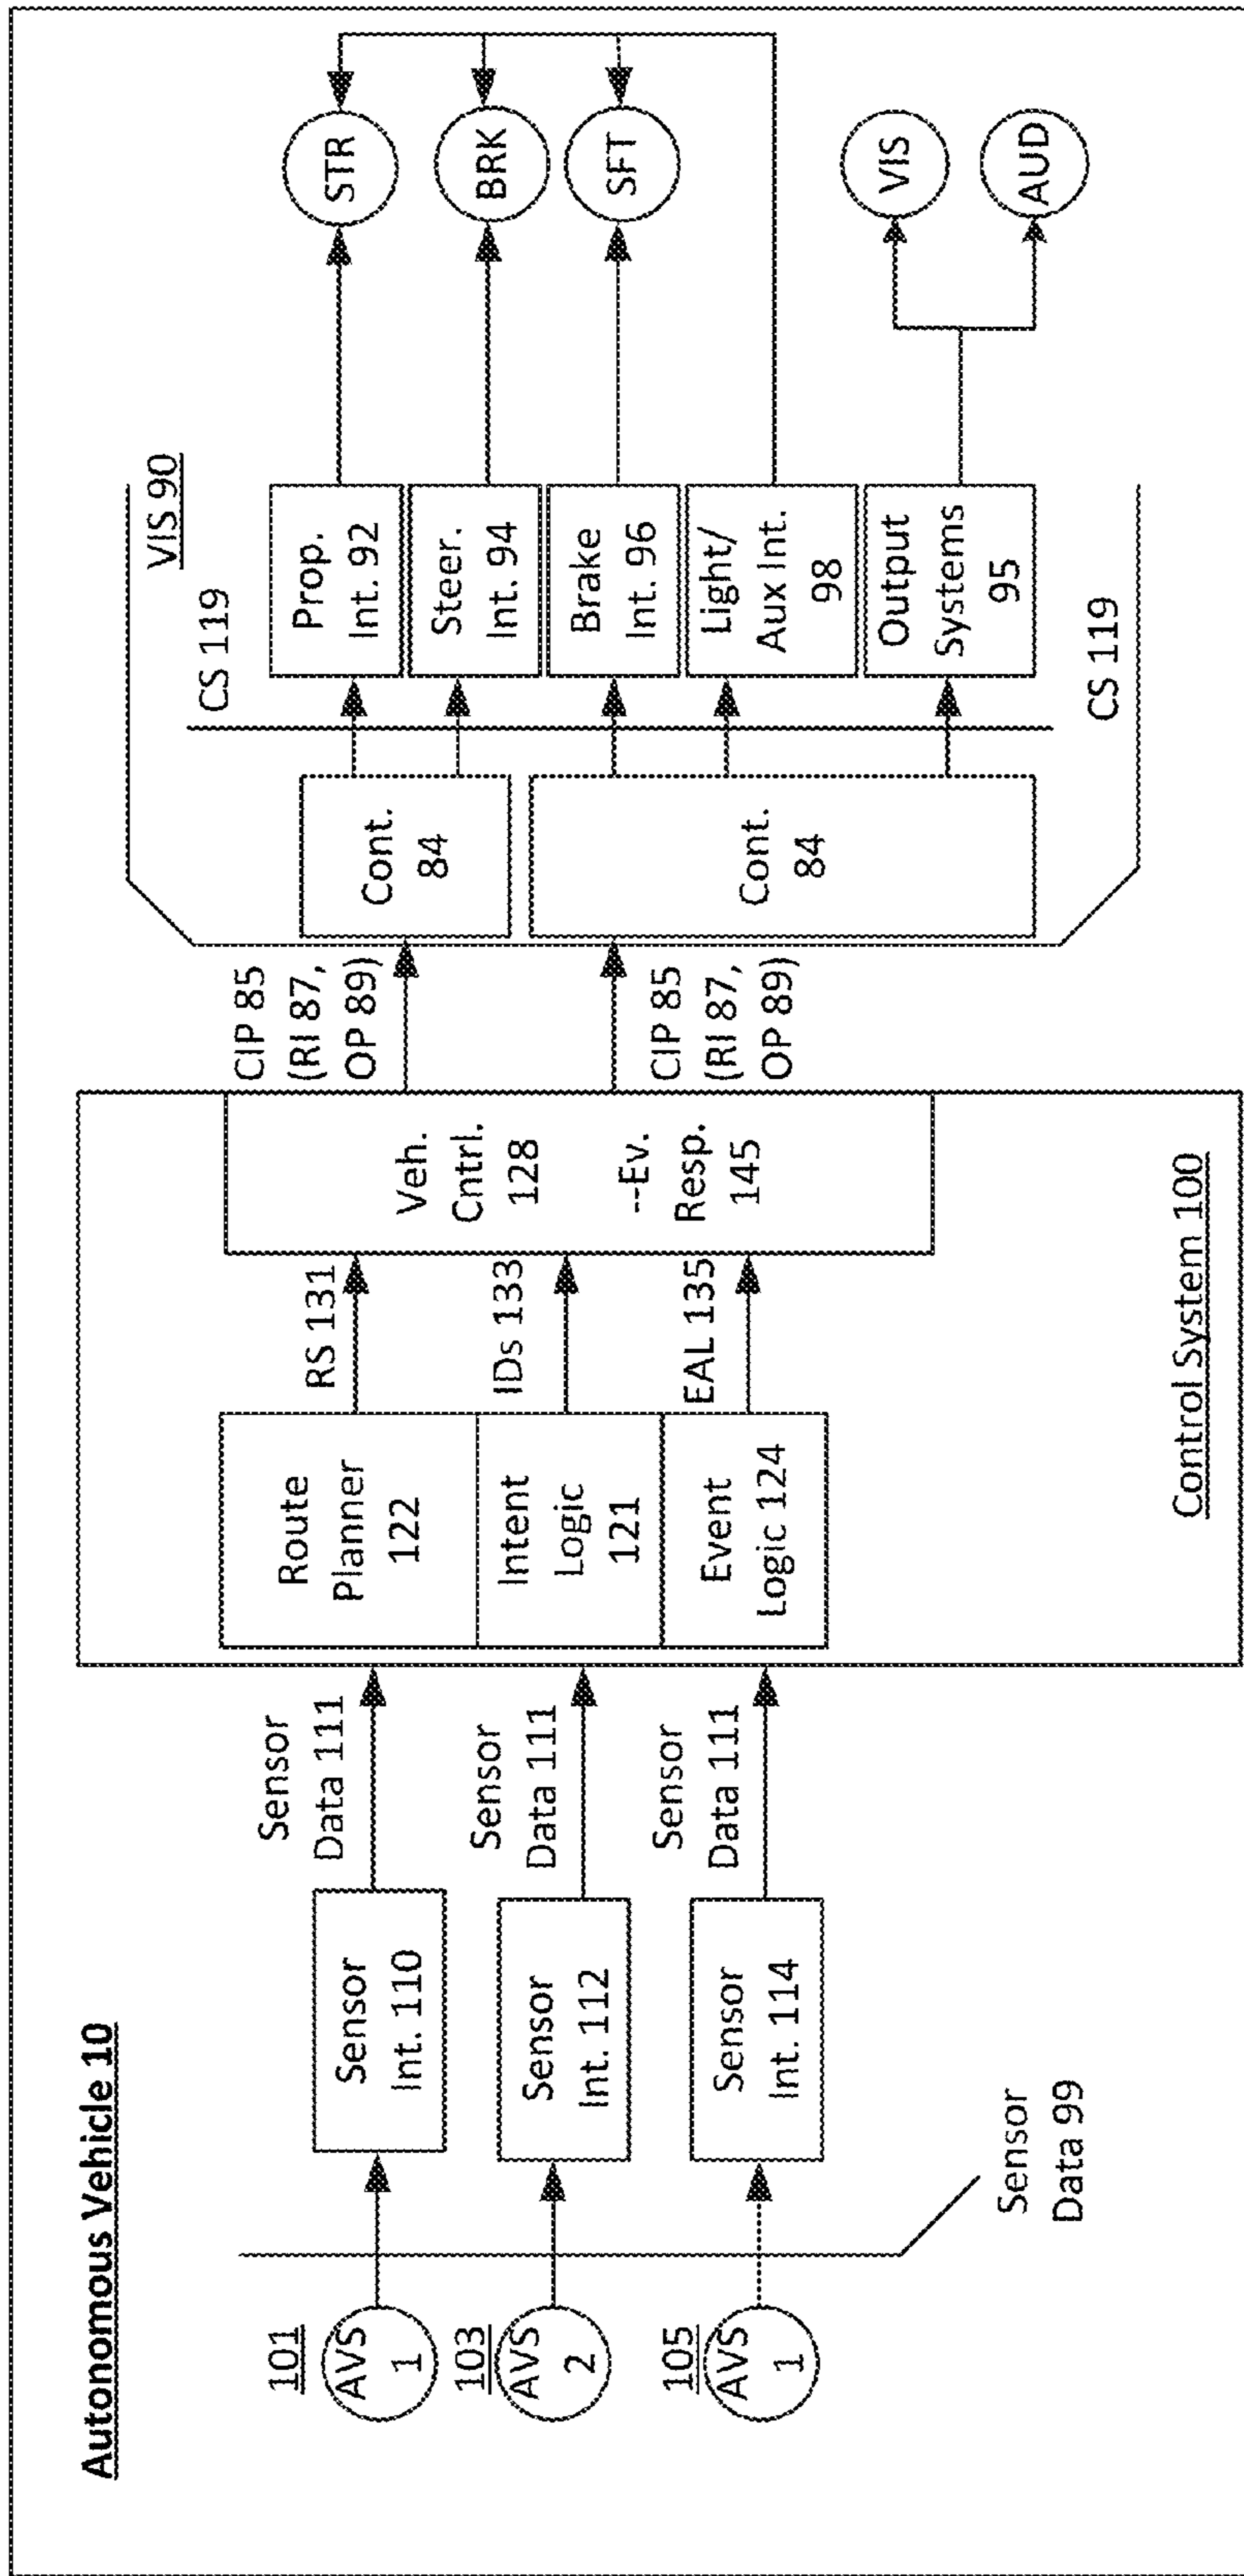 Autonomous Vehicle 10
101
AVS
1
103
AVS
2
105
AVS
1
Sensor
Data 99
Sensor
Int. 110
Sensor
Int. 112
Sensor
Int. 114
Sensor
Data 111
Sensor
Data 111
Sensor
Data 111
Route
Planner
122
Intent
Logic
121
Event
Logic 124
RS 131
IDs 133
EAL 135
Veh.
Cntrl.
128
--Ev.
Resp.
145
Control System 100
CIP 85
(RI 87,
OP 89)
CIP 85
(RI 87,
OP 89)
VIS 90
Cont.
84
Cont.
84
CS 119
CS 119
Prop.
Int. 92
Steer.
Int. 94
Brake
Int. 96
Light/
Aux Int.
98
Output
Systems
95
STR
BRK
SFT
VIS
AUD